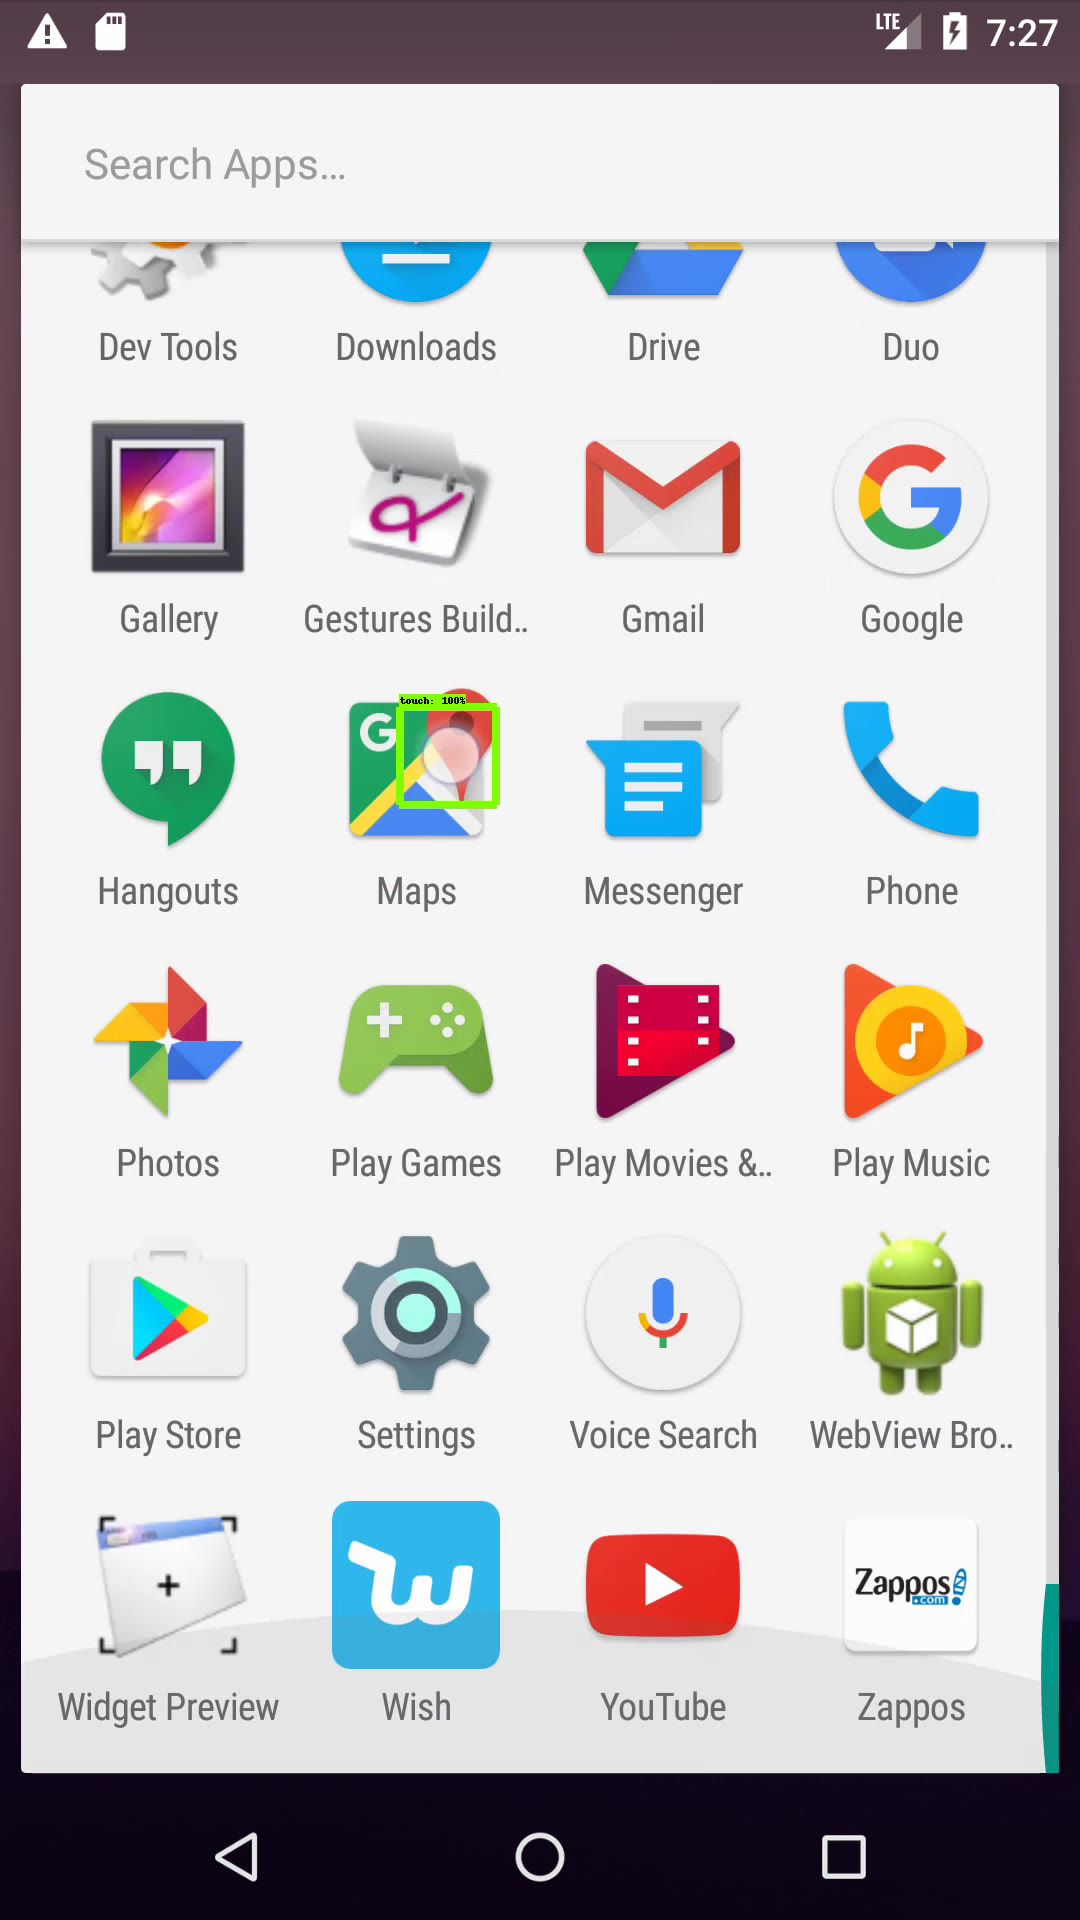 LTE 7:27
Search Apps...
Dev Tools Downloads Drive Duo
Gallery Gestures Build.. Gmail Google
touch: 100%
G
Hangouts Maps Messenger Phone
Photos Play Games Play Movies &.. Play Music
Zappos
.com
Play Store Settings Voice Search WebView Bro..
Widget Preview Wish YouTube Zappos